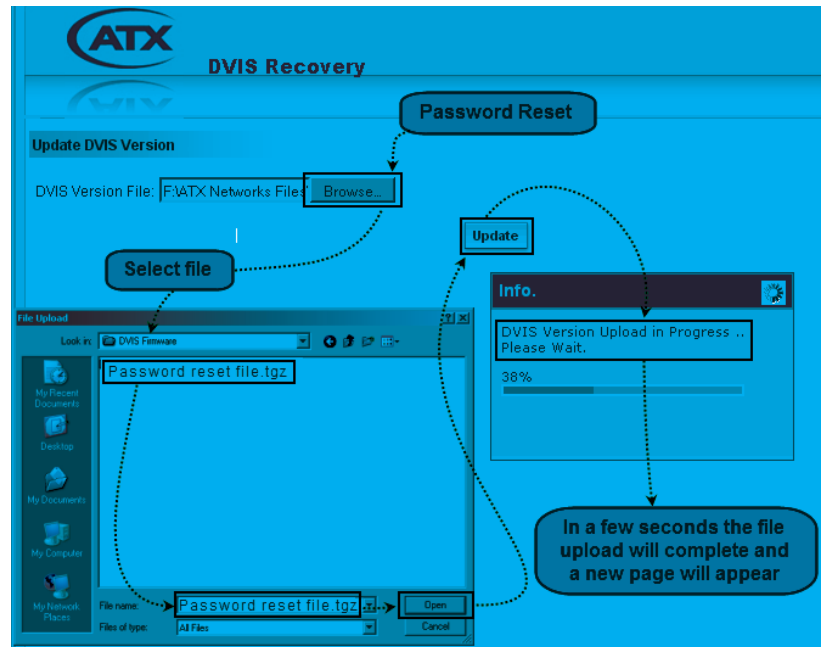 ATX
DVIS Recovery
Password Reset
Update DVIS Version
DVIS Version File: F:\ATX Networks Files Browse...
Update
Select file
Info.
DVIS Version Upload in Progress ..
Please Wait.
38%
File Upload
Look in: DVIS Firmware
Password reset file.tgz
My Recent
Documents
Desktop
My Documents
My Computer
My Network
Places
File name: Password reset file.tgz Open
Files of type: All Files Cancel
In a few seconds the file
upload will complete and
a new page will appear